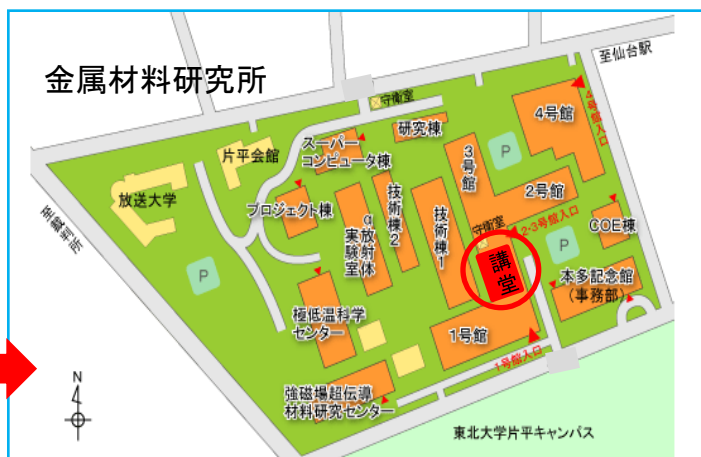 金属材料研究所
至仙台駅
守衛室
4号館
4号館入口
研究棟
スーパー
コンピュータ棟
片平会館
3号館
P
放送大学
2号館
プロジェクト棟
α放射体
実験室
技術棟2
技術棟1
守衛室
2・3号館入口
COE棟
至裁判所
P
P
講堂
本多記念館
(事務部)
極低温科学
センター
1号館
1号館入口
強磁場超伝導
材料研究センター
N
東北大学片平キャンパス